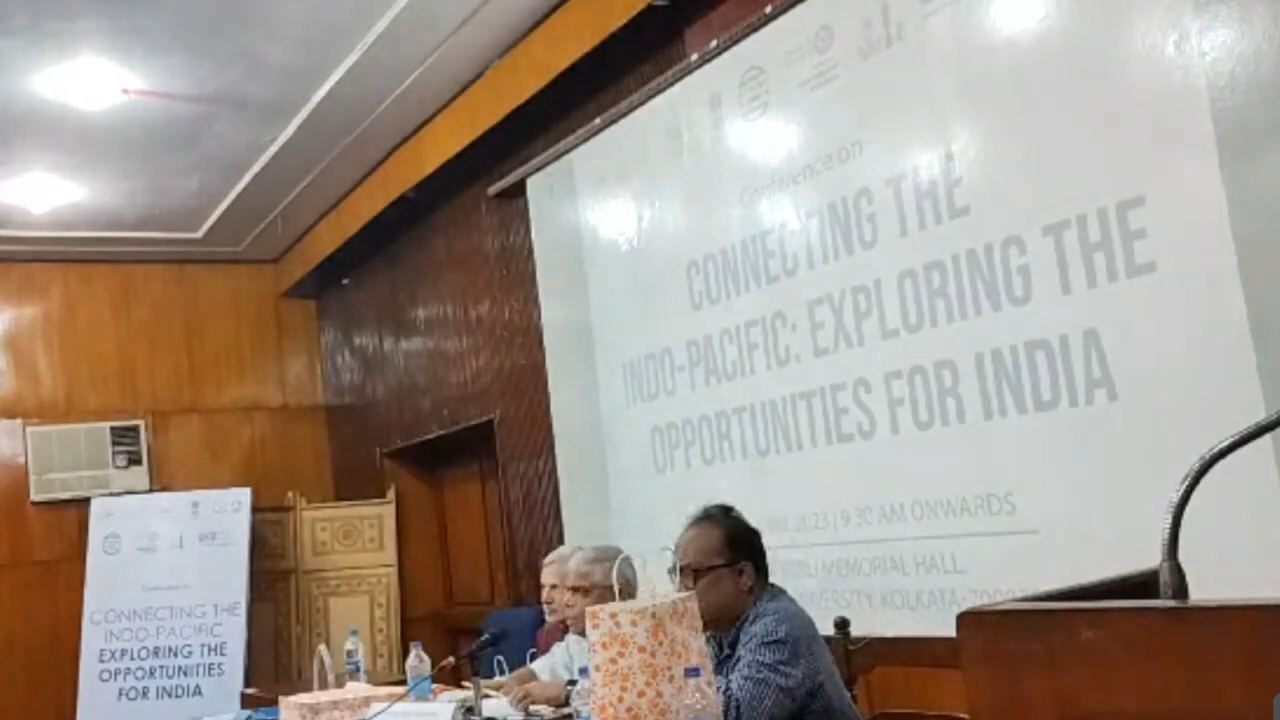 Conference on
CONNECTING THE
INDO-PACIFIC: EXPLORING THE
OPPORTUNITIES FOR INDIA
2023 | 9:30 AM ONWARDS
MEMORIAL HALL,
KOLKATA-
CONNECTING THE
INDO-PACIFIC
EXPLORING THE
OPPORTUNITIES
FOR INDIA